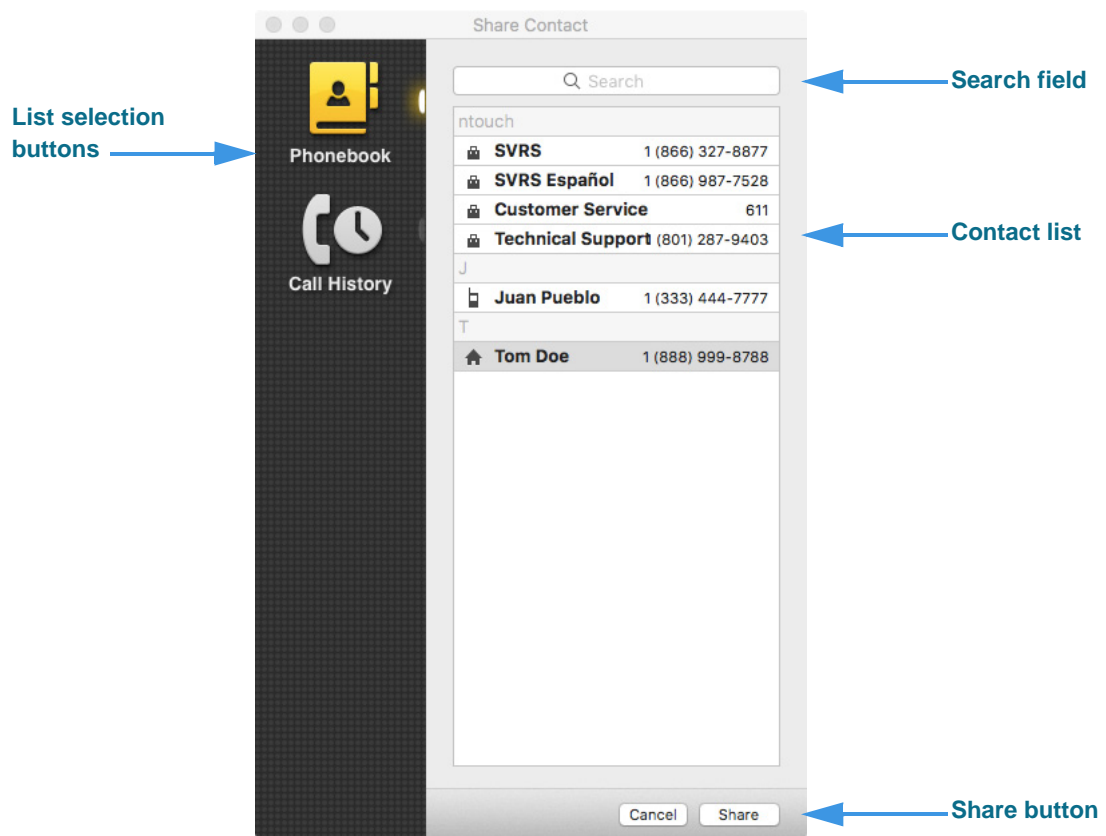 Share Contact
Search
Search field
List selection
buttons
Phonebook
Call History
ntouch
SVRS 1 (866) 327-8877
SVRS Español 1 (866) 987-7528
Customer Service 611
Technical Support (801) 287-9403
Contact list
J
Juan Pueblo 1 (333) 444-7777
T
Tom Doe 1 (888) 999-8788
Cancel Share
Share button